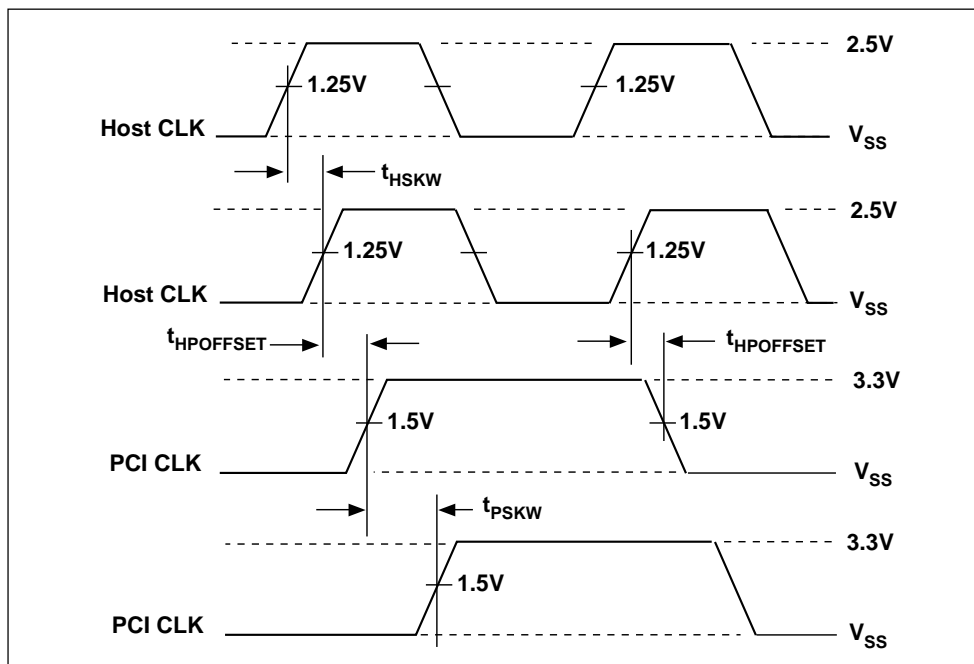 2.5V
1.25V 1.25V
Host CLK VSS
tHSKW
2.5V
1.25V 1.25V
Host CLK VSS
tHPOFFSET tHPOFFSET
3.3V
1.5V 1.5V
PCI CLK VSS
tPSKW
3.3V
1.5V
PCI CLK VSS